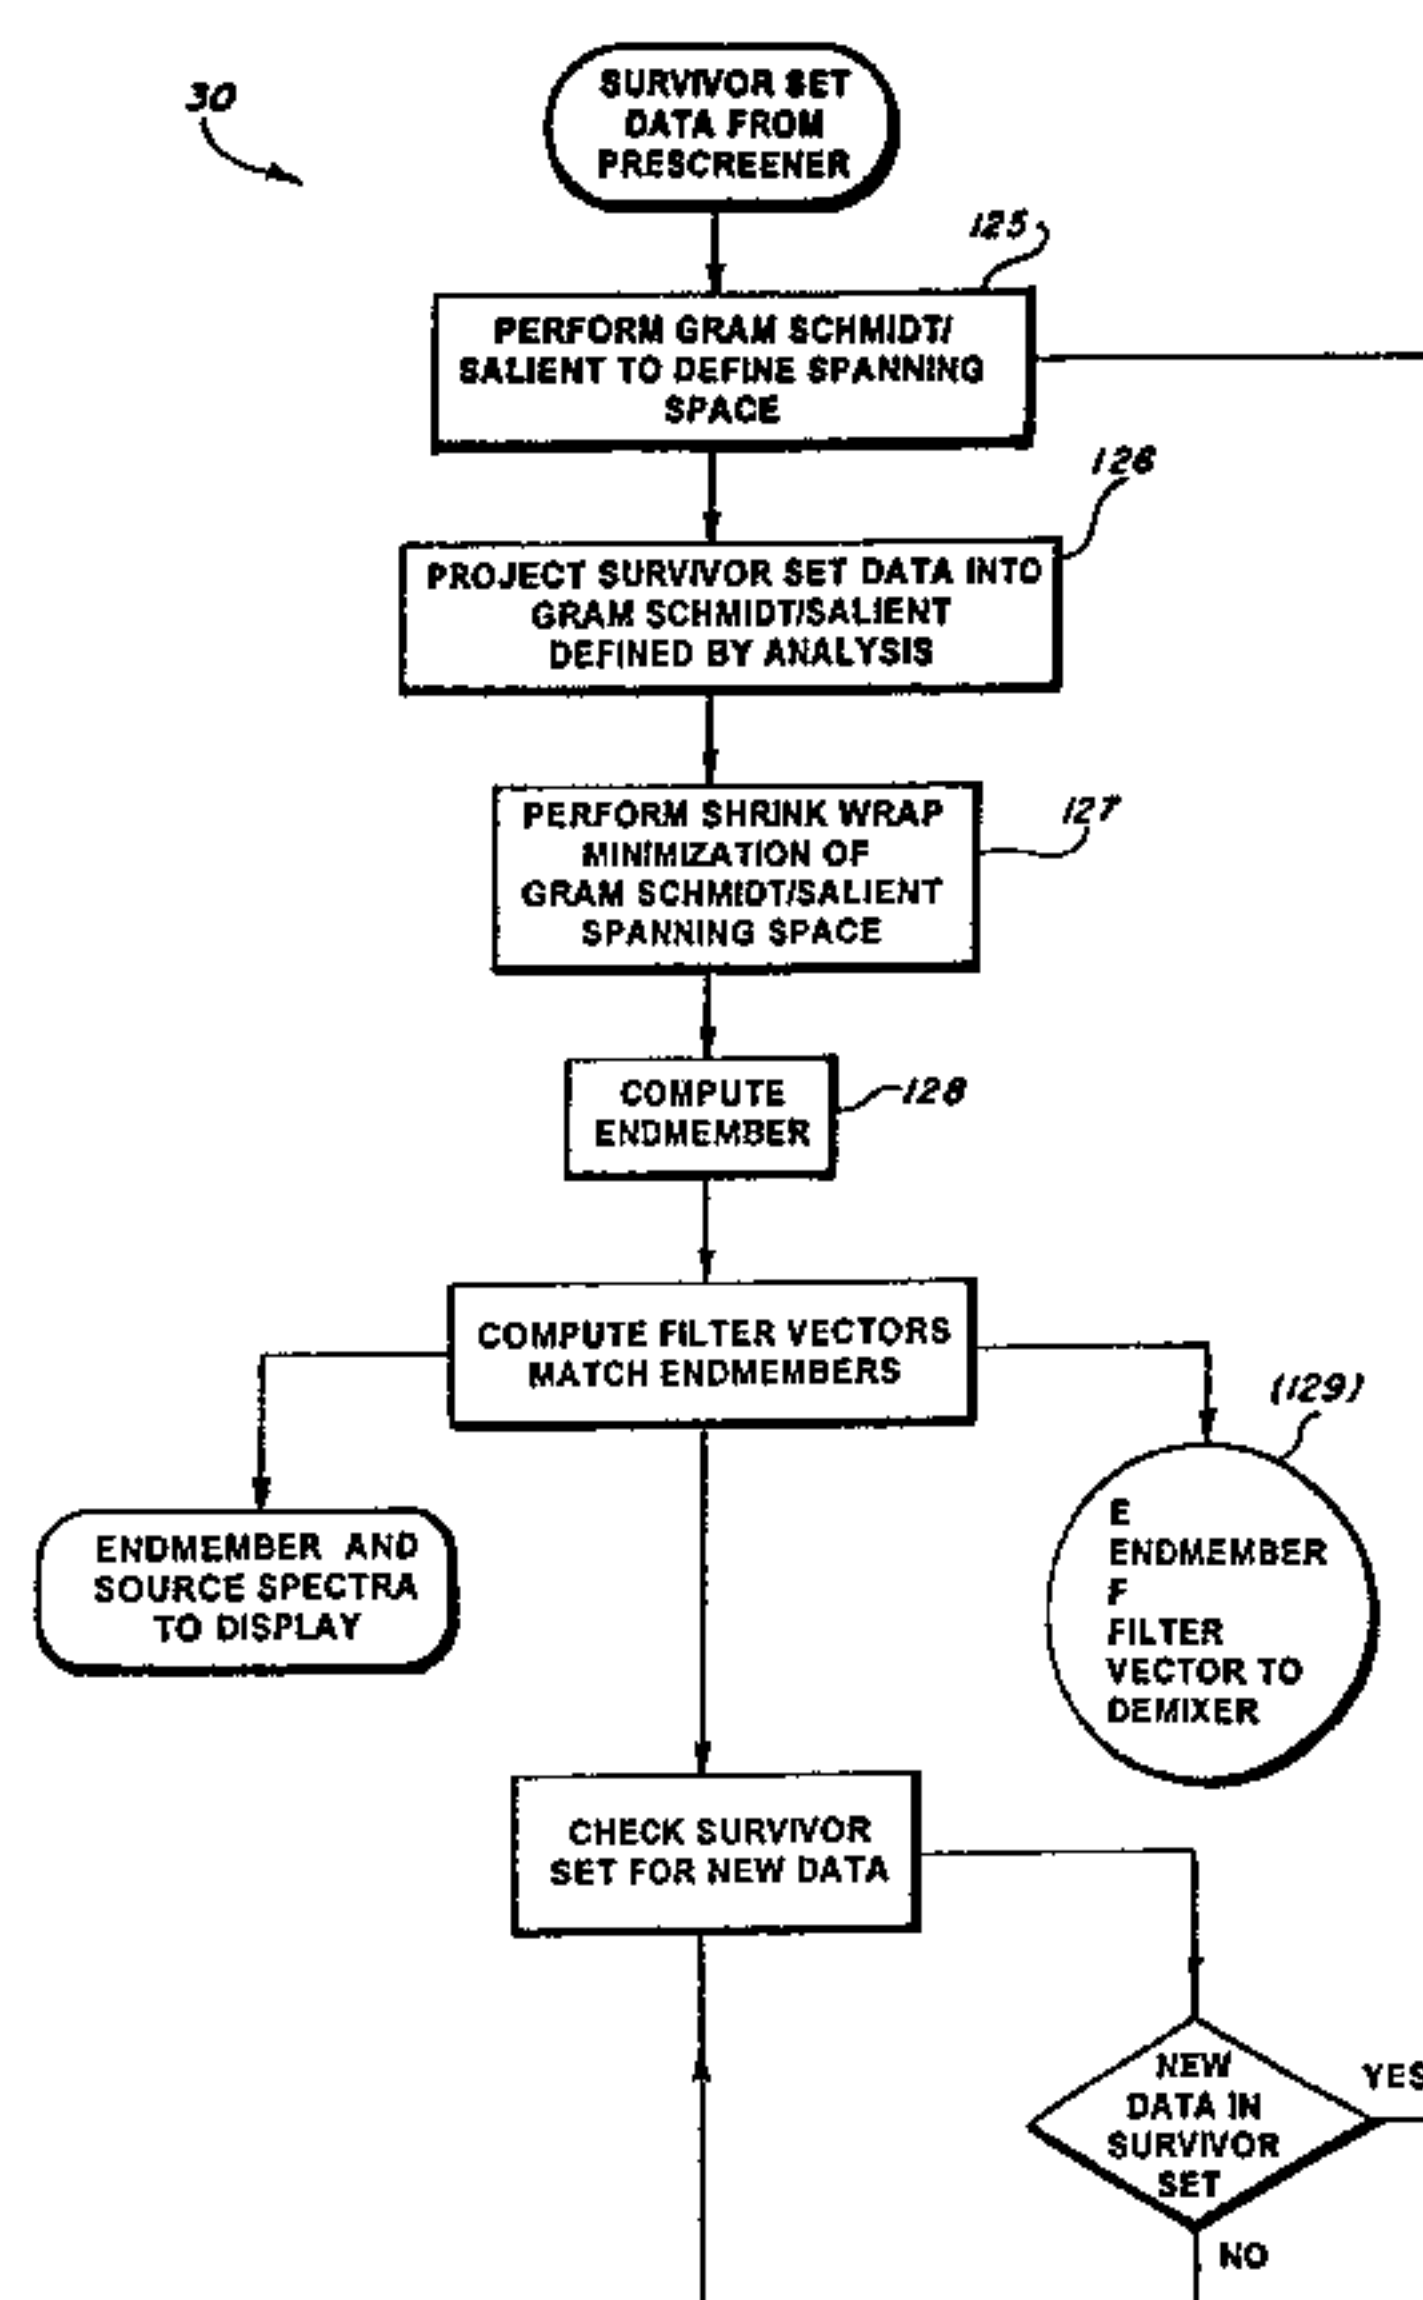 30
SURVIVOR SET
DATA FROM
PRESCREENER
125
PERFORM GRAM SCHMIDT/
SALIENT TO DEFINE SPANNING
SPACE
126
PROJECT SURVIVOR SET DATA INTO
GRAM SCHMIDT/SALIENT
DEFINED BY ANALYSIS
127
PERFORM SHRINK WRAP
MINIMIZATION OF
GRAM SCHMIDT/SALIENT
SPANNING SPACE
128
COMPUTE
ENDMEMBER
COMPUTE FILTER VECTORS
MATCH ENDMEMBERS
(129)
ENDMEMBER AND
SOURCE SPECTRA
TO DISPLAY
E
ENDMEMBER
F
FILTER
VECTOR TO
DEMIXER
CHECK SURVIVOR
SET FOR NEW DATA
NEW
DATA IN
SURVIVOR
SET
YES
NO